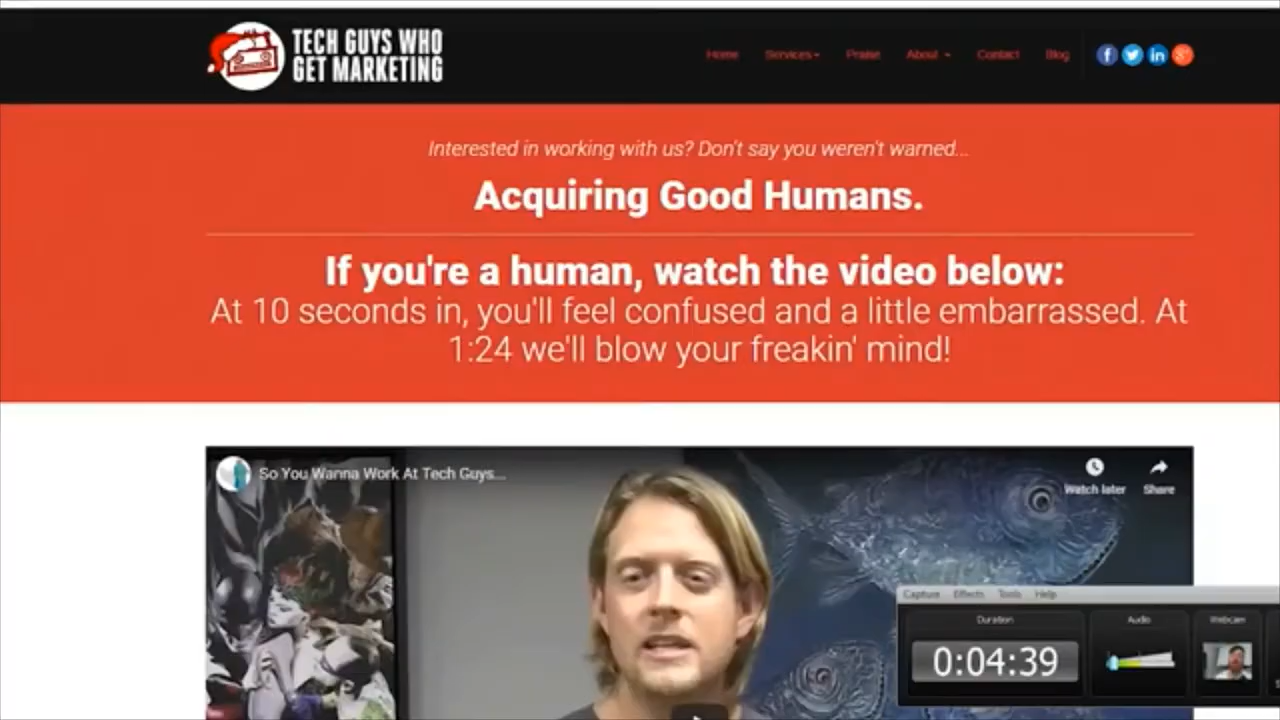 TECH GUYS WHO
GET MARKETING
Home Services About Contact Blog
Praise
Interested in working with us? Don't say you weren't warned...
Acquiring Good Humans.
If you're a human, watch the video below:
At 10 seconds in, you'll feel confused and a little embarrassed. At
1:24 we'll blow your freakin' mind!
So You Wanna Work At Tech Guys...
Watch later
Share
Capture Effects Tools Help
Duration
Audio
Webcam
0:04:39